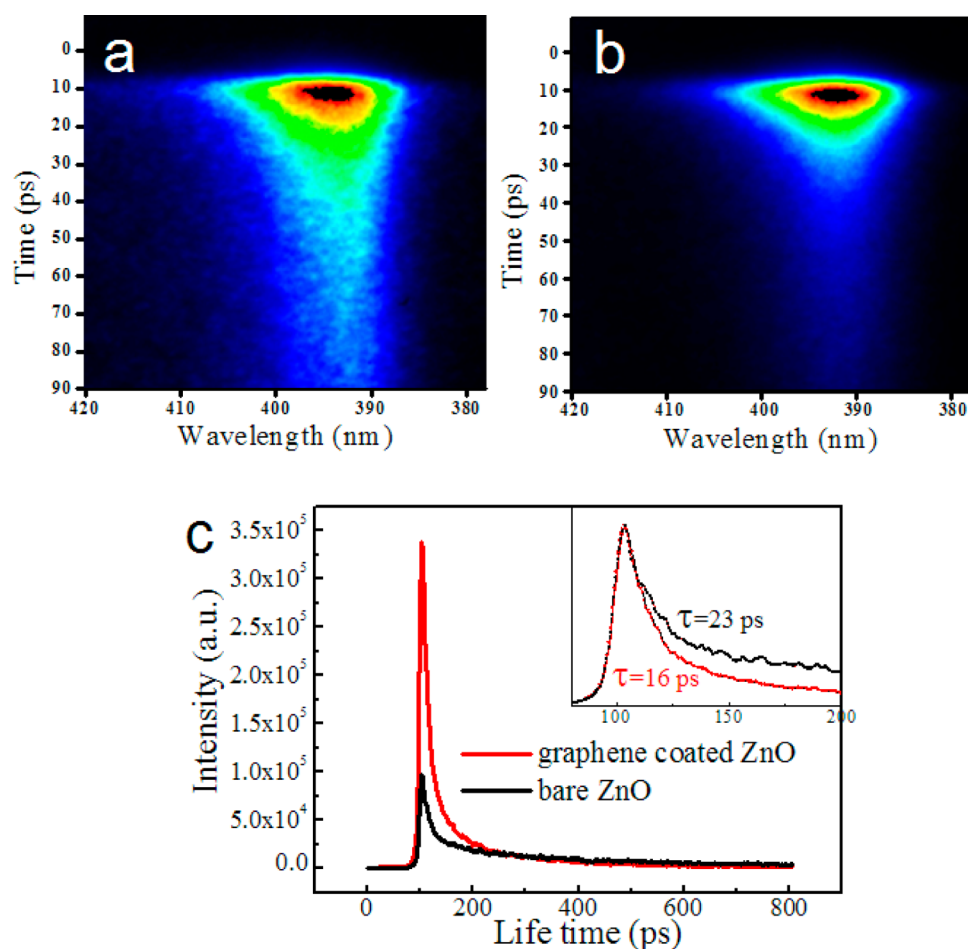 a
b
0
10
20
30
40
50
60
70
80
90
Time (ps)
420
410
400
390
380
Wavelength (nm)
0
10
20
30
40
50
60
70
80
90
Time (ps)
420
410
400
390
380
Wavelength (nm)
c
3.5x10⁵
3.0x10⁵
2.5x10⁵
2.0x10⁵
1.5x10⁵
1.0x10⁵
5.0x10⁴
0.0
Intensity (a.u.)
τ=23 ps
τ=16 ps
100
150
200
graphene coated ZnO
bare ZnO
0
200
400
600
800
Life time (ps)